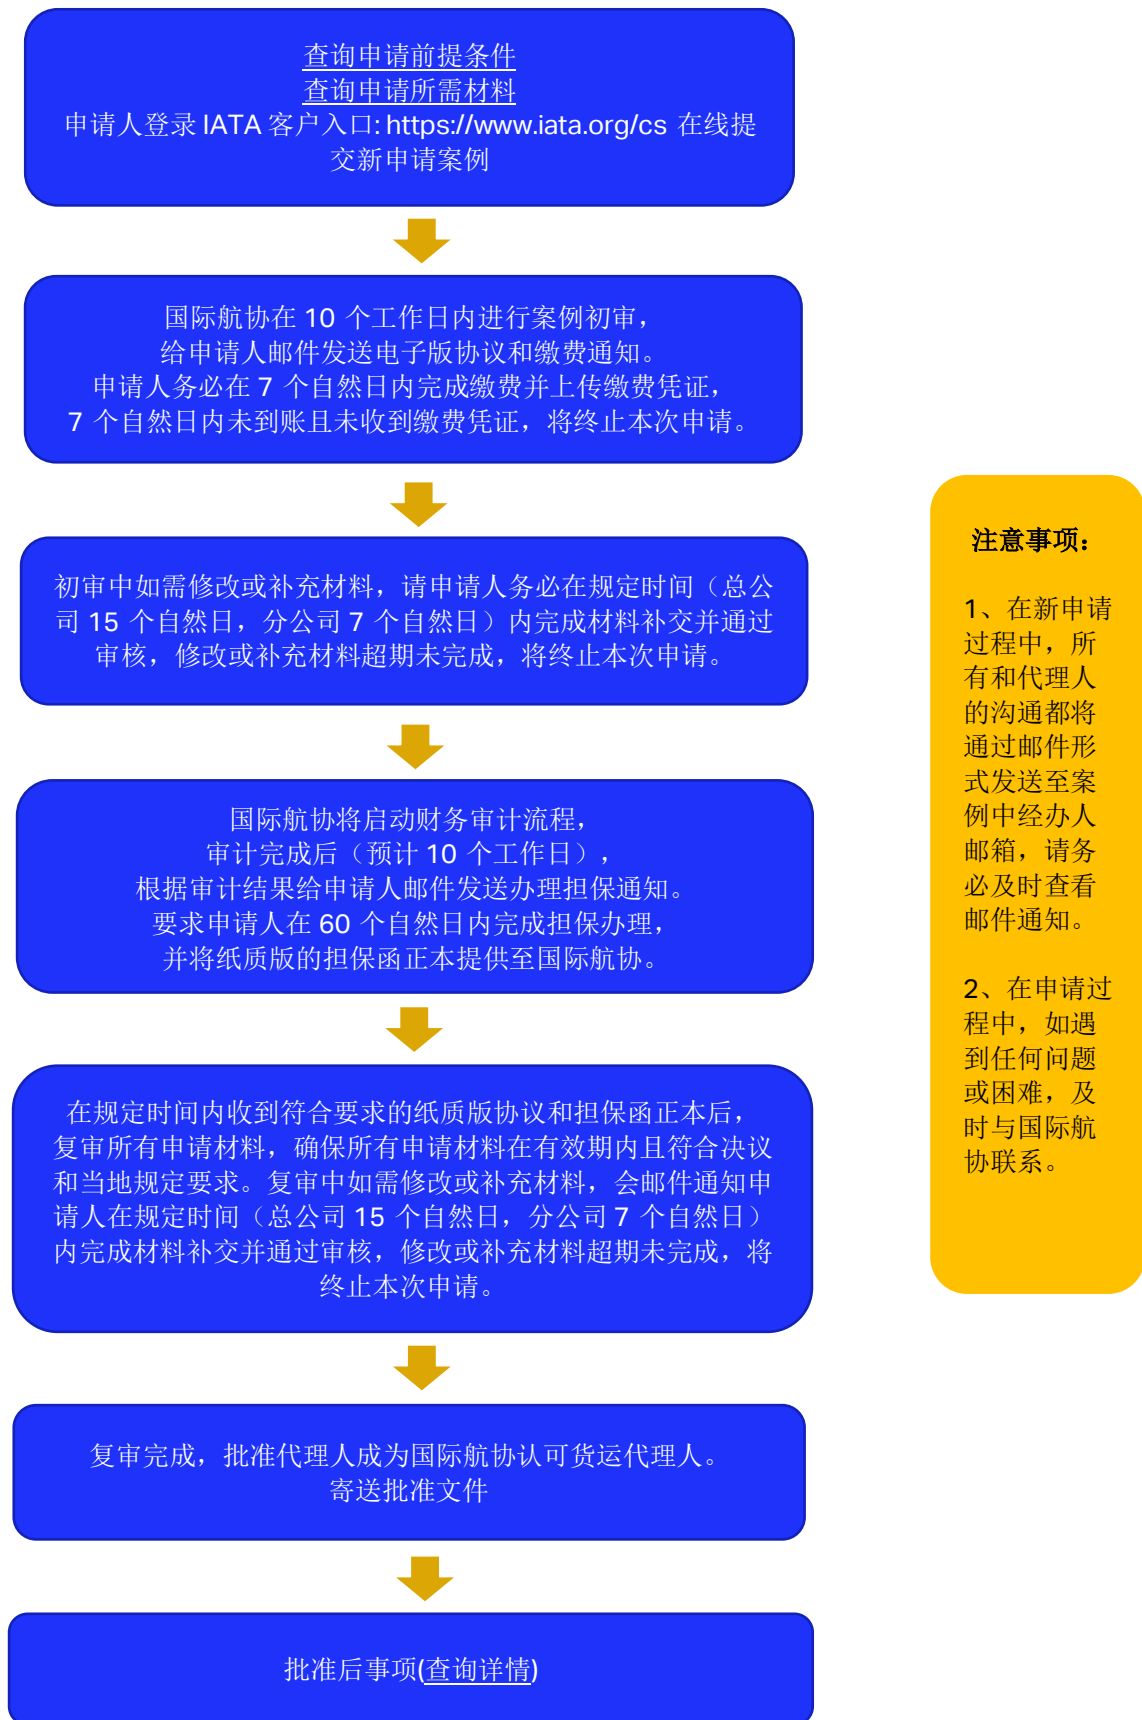 查询申请前提条件
查询申请所需材料
申请人登录 IATA 客户入口: https://www.iata.org/cs 在线提
交新申请案例
国际航协在 10 个工作日内进行案例初审，
给申请人邮件发送电子版协议和缴费通知。
申请人务必在 7 个自然日内完成缴费并上传缴费凭证，
7 个自然日内未到账且未收到缴费凭证，将终止本次申请。
初审中如需修改或补充材料，请申请人务必在规定时间（总公
司 15 个自然日，分公司 7 个自然日）内完成材料补交并通过
审核，修改或补充材料超期未完成，将终止本次申请。
国际航协将启动财务审计流程，
审计完成后（预计 10 个工作日），
根据审计结果给申请人邮件发送办理担保通知。
要求申请人在 60 个自然日内完成担保办理，
并将纸质版的担保函正本提供至国际航协。
在规定时间内收到符合要求的纸质版协议和担保函正本后，
复审所有申请材料，确保所有申请材料在有效期内且符合决议
和当地规定要求。复审中如需修改或补充材料，会邮件通知申
请人在规定时间（总公司 15 个自然日，分公司 7 个自然日）
内完成材料补交并通过审核，修改或补充材料超期未完成，将
终止本次申请。
复审完成，批准代理人成为国际航协认可货运代理人。
寄送批准文件
批准后事项(查询详情)
注意事项：
1、在新申请
过程中，所
有和代理人
的沟通都将
通过邮件形
式发送至案
例中经办人
邮箱，请务
必及时查看
邮件通知。
2、在申请过
程中，如遇
到任何问题
或困难，及
时与国际航
协联系。